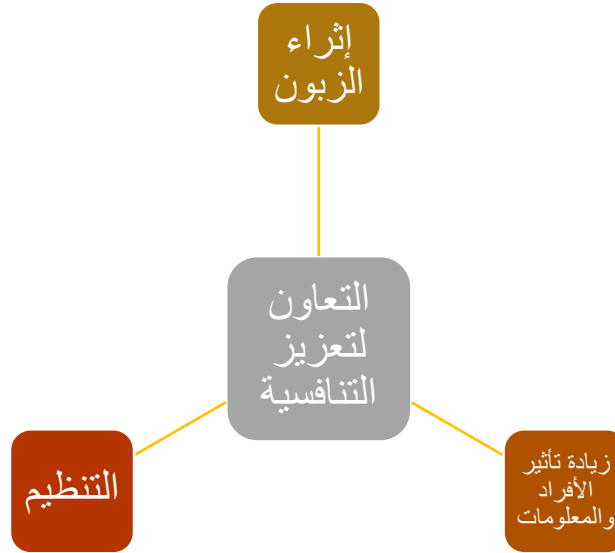 إثراء
الزبون
التعاون
لتعزيز
التنافسية
التنظيم
زيادة تأثير
الأفراد
والمعلومات